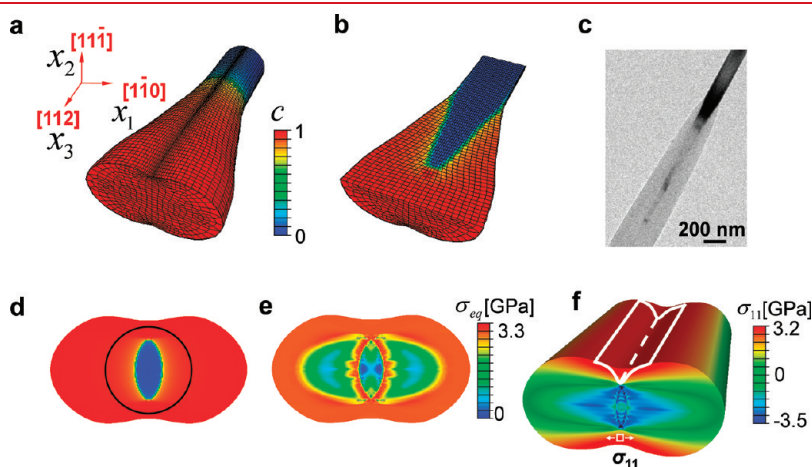 a
b
c
[11̄1̄]
x₂
[11̄0]
x₁
[112]
x₃
c
1
0
200 nm
d
e
σeq[GPa]
3.3
0
f
σ₁₁[GPa]
3.2
0
-3.5
σ₁₁